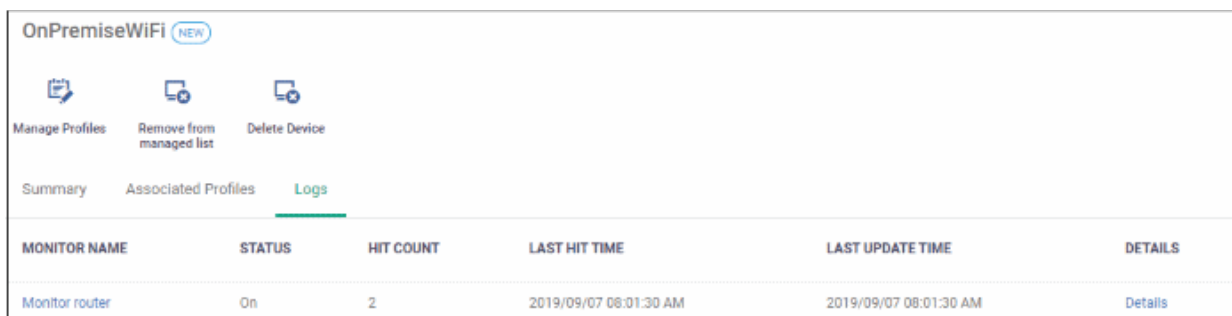 OnPremiseWiFi NEW
Manage Profiles
Remove from
managed list
Delete Device
Summary Associated Profiles Logs
MONITOR NAME STATUS HIT COUNT LAST HIT TIME LAST UPDATE TIME DETAILS
Monitor router On 2 2019/09/07 08:01:30 AM 2019/09/07 08:01:30 AM Details